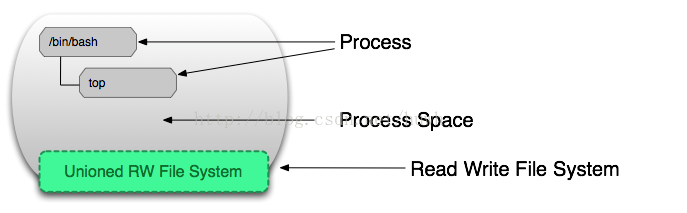 /bin/bash
Process
top
Process Space
Unioned RW File System
Read Write File System